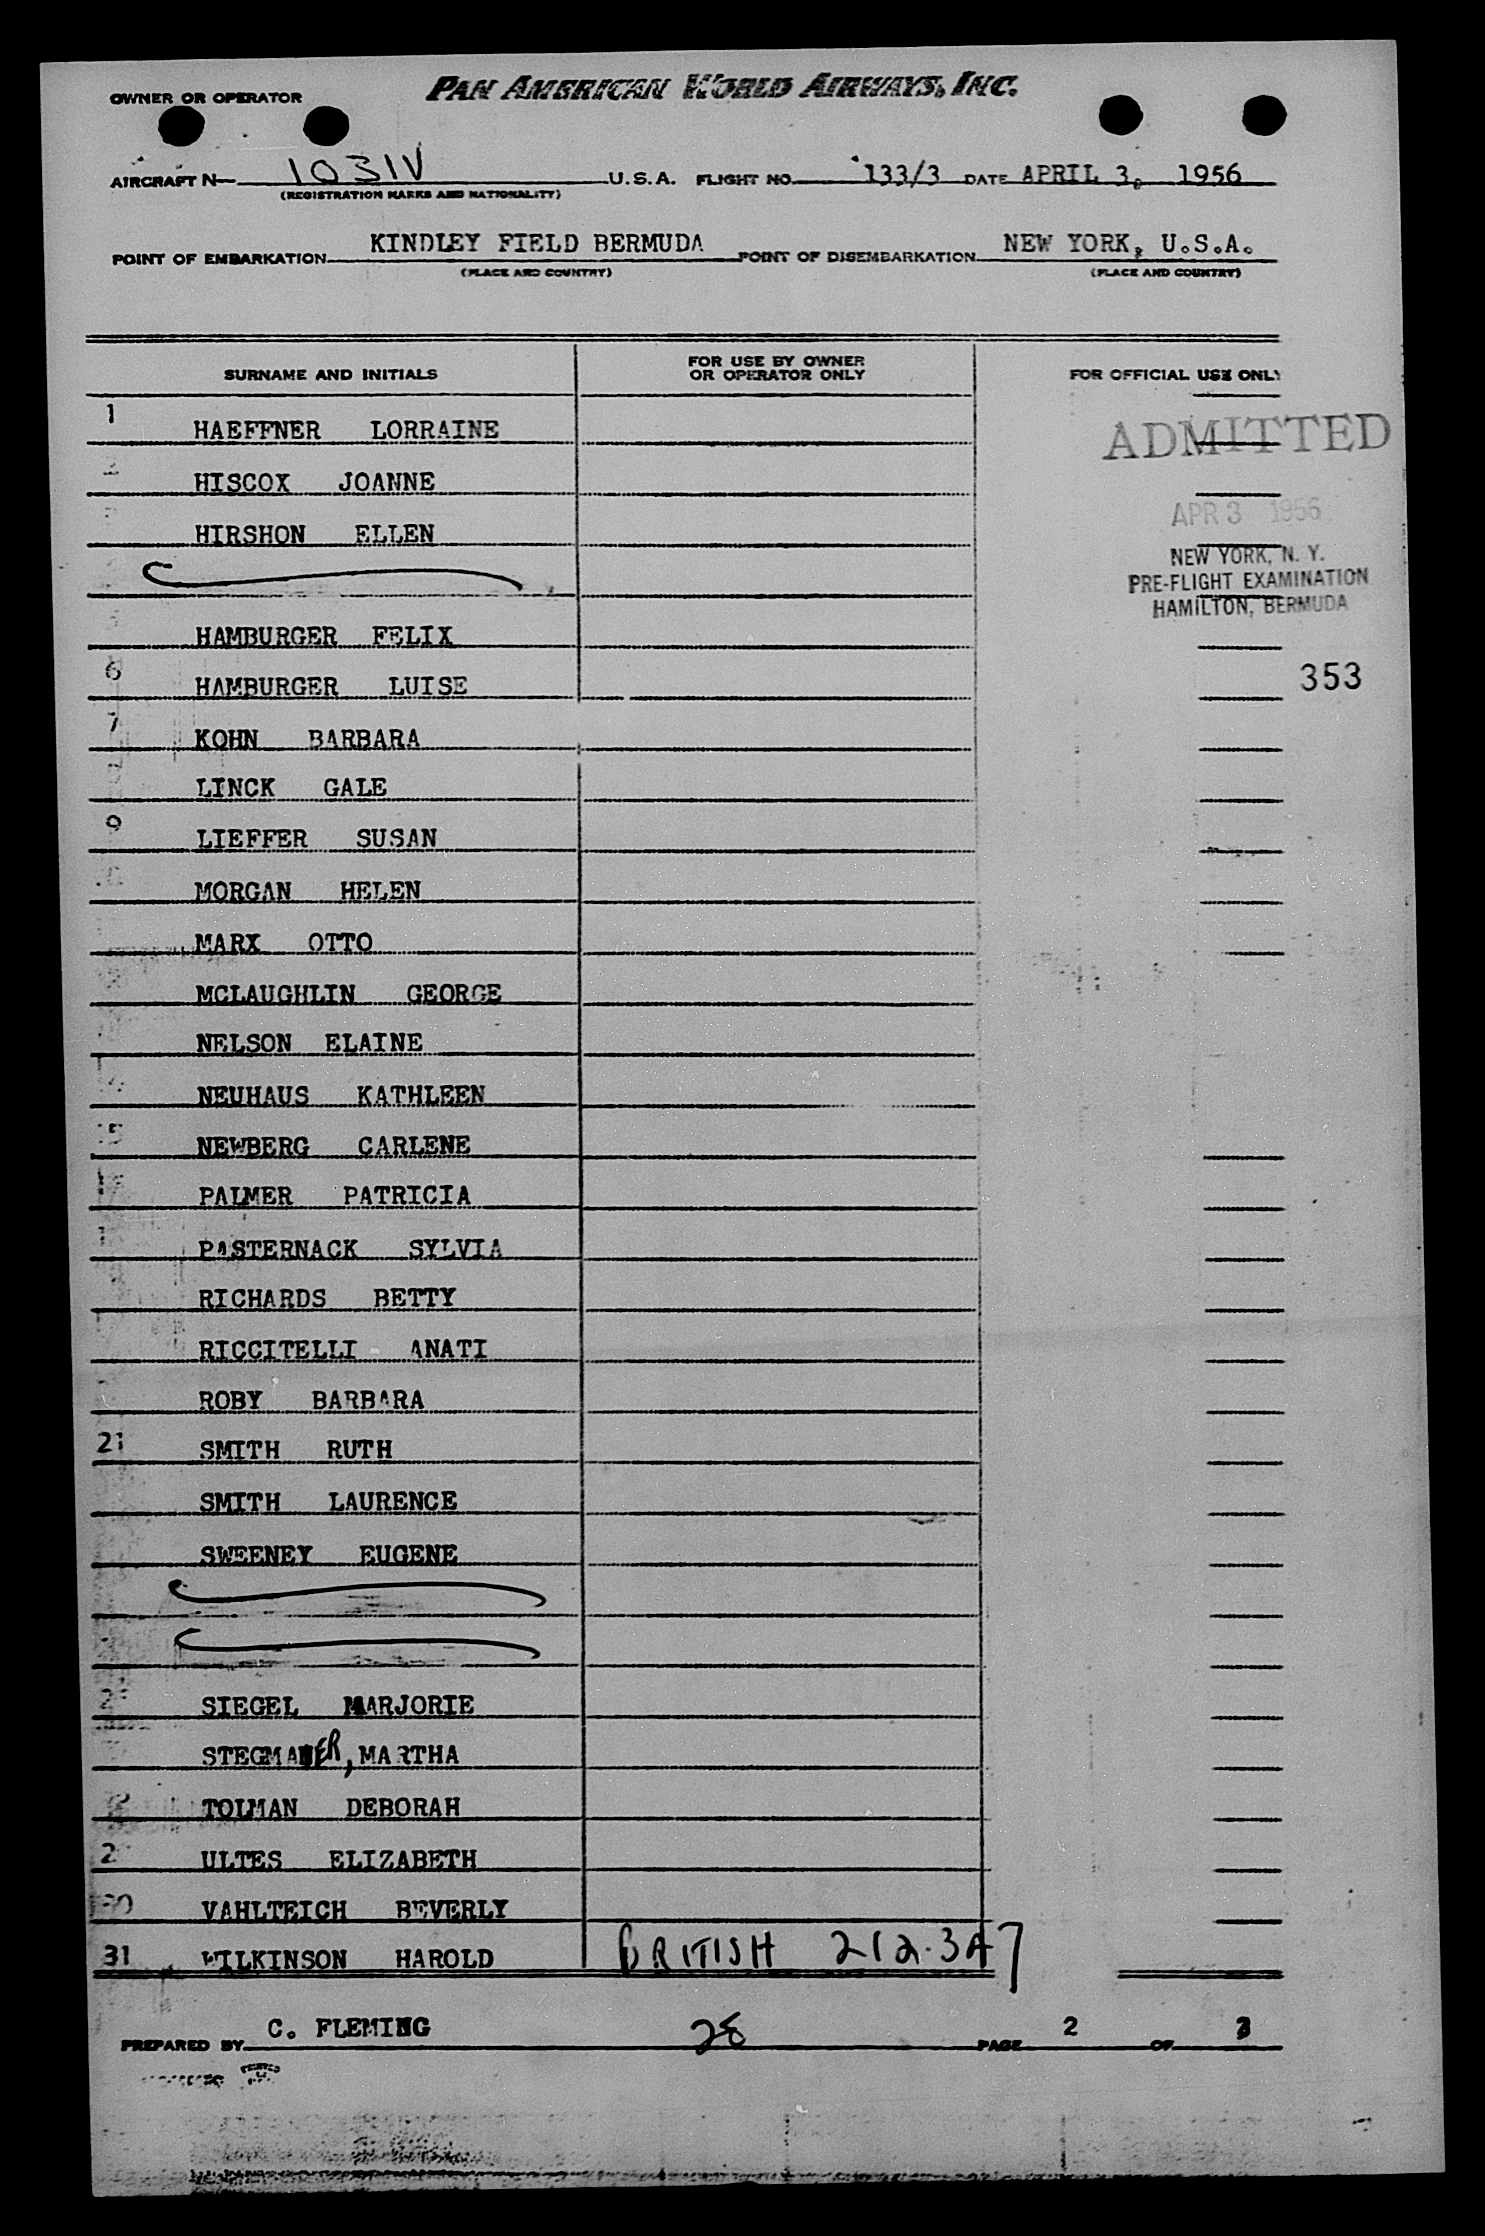 PAN AMERICAN WORLD AIRWAYS, INC.
OWNER OR OPERATOR
AIRCRAFT N— 1031V U.S.A. FLIGHT NO. 133/3 DATE APRIL 3, 1956
(REGISTRATION MARKS AND NATIONALITY)
POINT OF EMBARKATION KINDLEY FIELD BERMUDA POINT OF DISEMBARKATION NEW YORK, U.S.A.
(PLACE AND COUNTRY) (PLACE AND COUNTRY)
SURNAME AND INITIALS FOR USE BY OWNER OR OPERATOR ONLY FOR OFFICIAL USE ONLY
1 HAEFFNER LORRAINE
ADMITTED
HISCOX JOANNE
APR 3 1956
HIRSHON ELLEN
NEW YORK, N. Y.
PRE-FLIGHT EXAMINATION
HAMILTON, BERMUDA
HAMBURGER FELIX
6 HAMBURGER LUISE
353
7 KOHN BARBARA
LINCK GALE
9 LIEFFER SUSAN
MORGAN HELEN
MARX OTTO
MCLAUGHLIN GEORGE
NELSON ELAINE
NEUHAUS KATHLEEN
5 NEWBERG CARLENE
PALMER PATRICIA
PASTERNACK SYLVIA
RICHARDS BETTY
RICCITELLI ANATI
ROBY BARBARA
21 SMITH RUTH
SMITH LAURENCE
SWEENEY EUGENE
2 SIEGEL MARJORIE
STEGMAIER, MARTHA
TOLMAN DEBORAH
2 ULTES ELIZABETH
30 VAHLTEICH BEVERLY
31 WILKINSON HAROLD BRITISH 212.3A7
PREPARED BY C. FLEMING 28 PAGE 2 OF 3
PRINTED